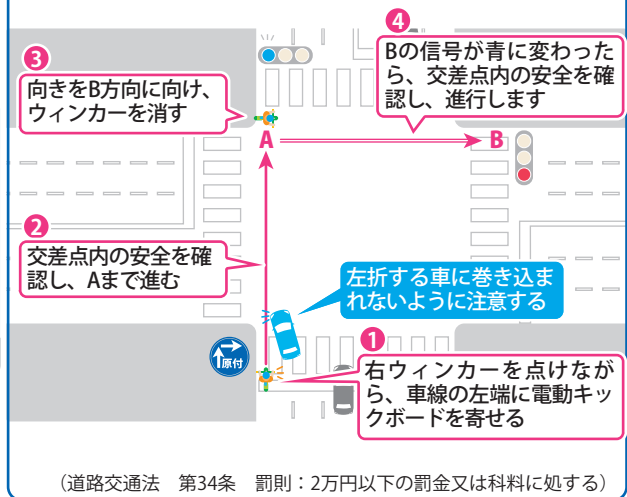 ❹
Bの信号が青に変わった
ら、交差点内の安全を確
認し、進行します
❸
向きをB方向に向け、
ウィンカーを消す
A
B
❷
交差点内の安全を確
認し、Aまで進む
左折する車に巻き込ま
れないように注意する
原付
❶
右ウィンカーを点けなが
ら、車線の左端に電動キッ
クボードを寄せる
（道路交通法　第34条　罰則：2万円以下の罰金又は科料に処する）